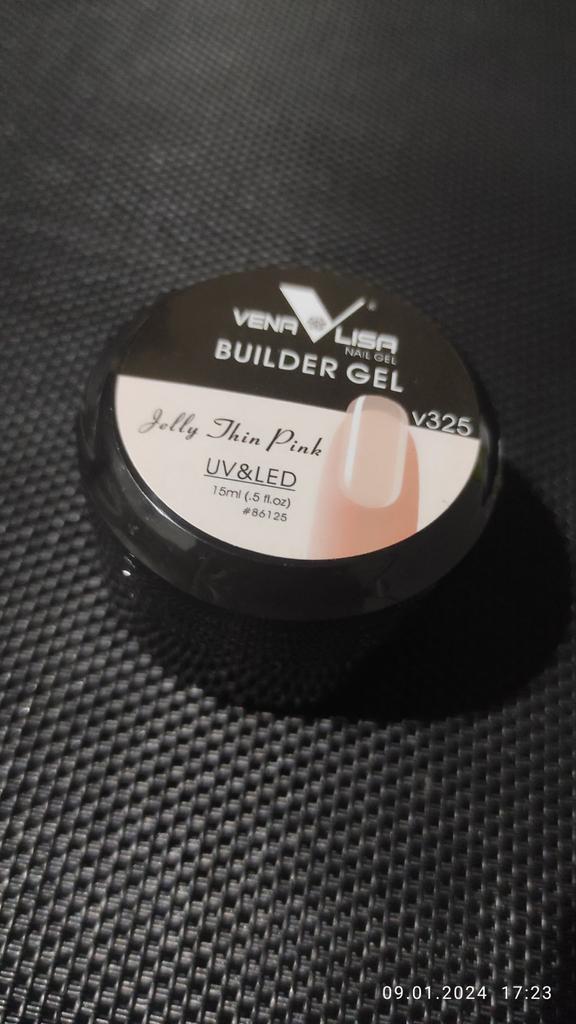 VENA LISA
NAIL GEL
BUILDER GEL
v325
Jelly Thin Pink
UV&LED
15ml (.5 fl.oz)
#86125
09.01.2024 17:23